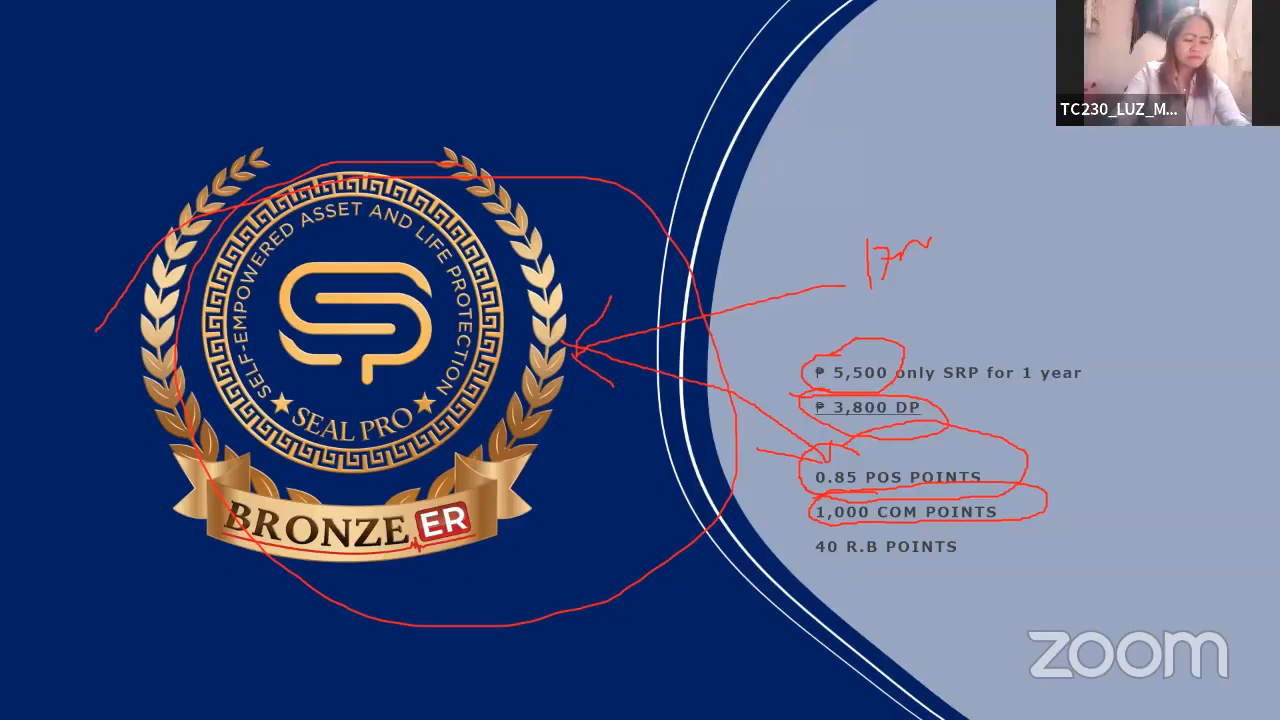 TC230_LUZ_M...
SELF-EMPOWERED ASSET AND LIFE PROTECTION
SP
SEAL PRO
BRONZE ER
₱ 5,500 only SRP for 1 year
₱ 3,800 DP
0.85 POS POINTS
1,000 COM POINTS
40 R.B POINTS
zoom